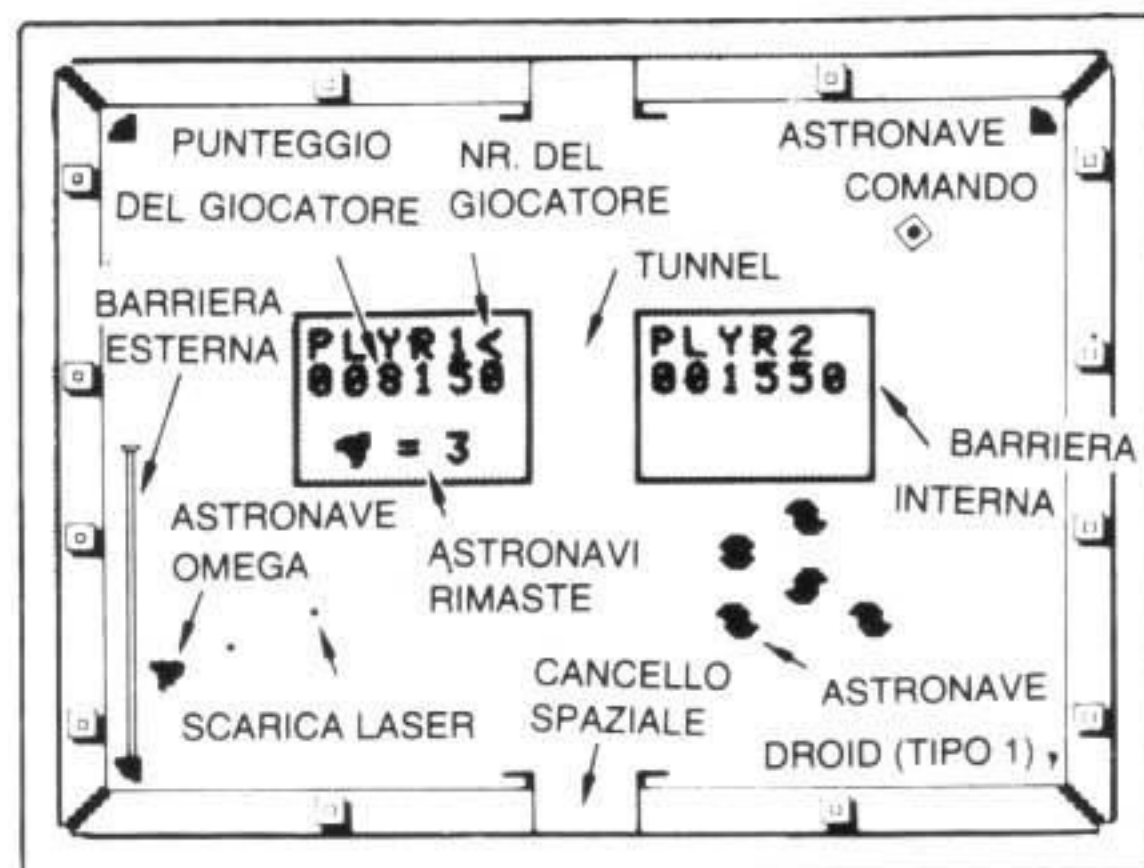 PUNTEGGIO
DEL GIOCATORE
NR. DEL
GIOCATORE
ASTRONAVE
COMANDO
TUNNEL
BARRIERA
ESTERNA
PLYR1<
008150
= 3
PLYR2
001550
BARRIERA
INTERNA
ASTRONAVE
OMEGA
ASTRONAVI
RIMASTE
SCARICA LASER
CANCELLO
SPAZIALE
ASTRONAVE
DROID (TIPO 1)